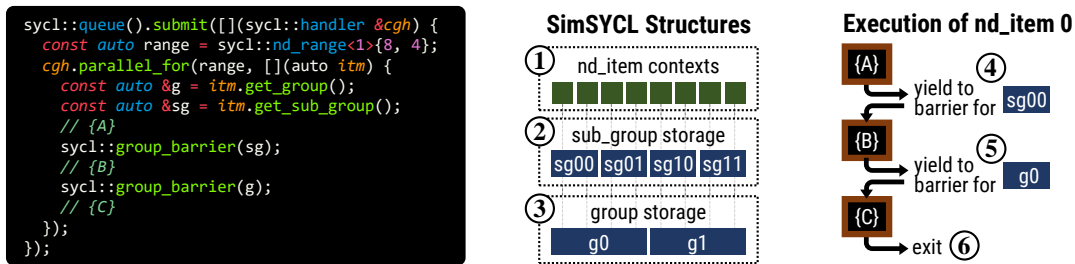 sycl::queue().submit([](sycl::handler &cgh) {
  const auto range = sycl::nd_range<1>{8, 4};
  cgh.parallel_for(range, [](auto itm) {
    const auto &g = itm.get_group();
    const auto &sg = itm.get_sub_group();
    // {A}
    sycl::group_barrier(sg);
    // {B}
    sycl::group_barrier(g);
    // {C}
  });
});
SimSYCL Structures
1
nd_item contexts
2
sub_group storage
sg00 sg01 sg10 sg11
3
group storage
g0 g1
Execution of nd_item 0
{A}
4
yield to
barrier for sg00
{B}
5
yield to
barrier for g0
{C}
exit 6